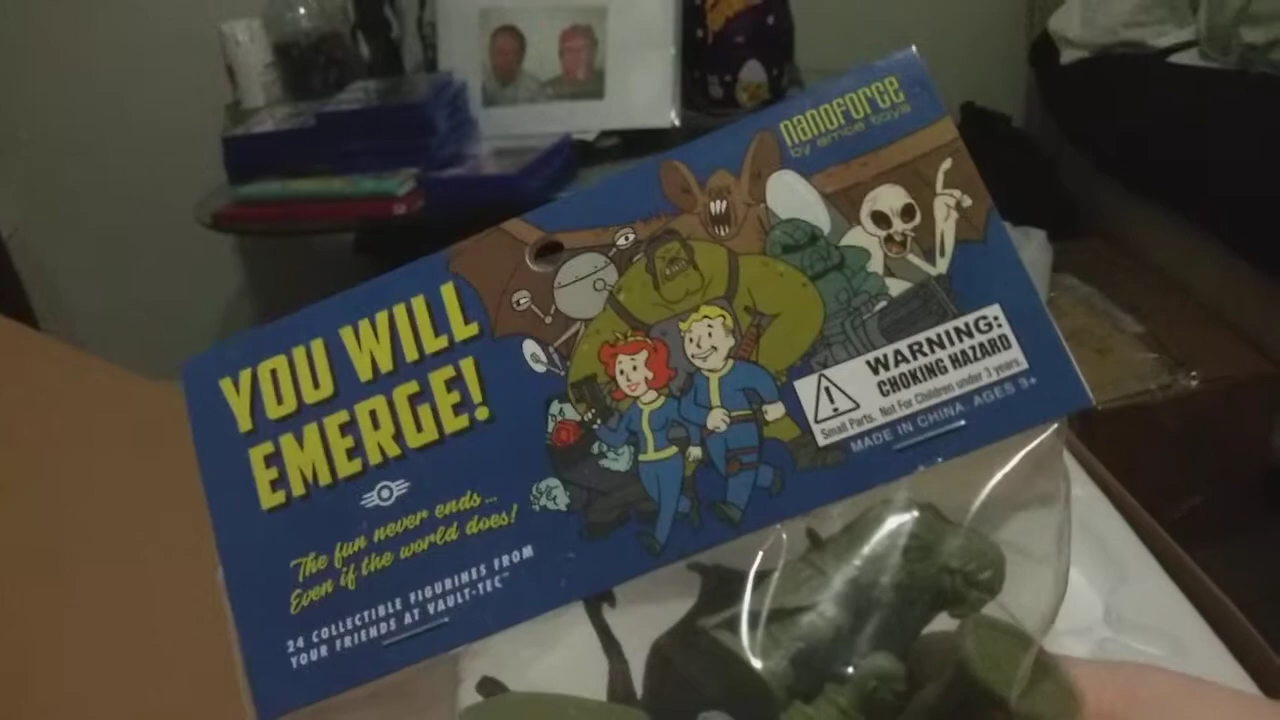 nanoforce
by emce toys
YOU WILL
EMERGE!
The fun never ends...
Even if the world does!
24 COLLECTIBLE FIGURINES FROM
YOUR FRIENDS AT VAULT-TEC™
WARNING:
CHOKING HAZARD
Small Parts. Not For Children under 3 years.
MADE IN CHINA. AGES 9+